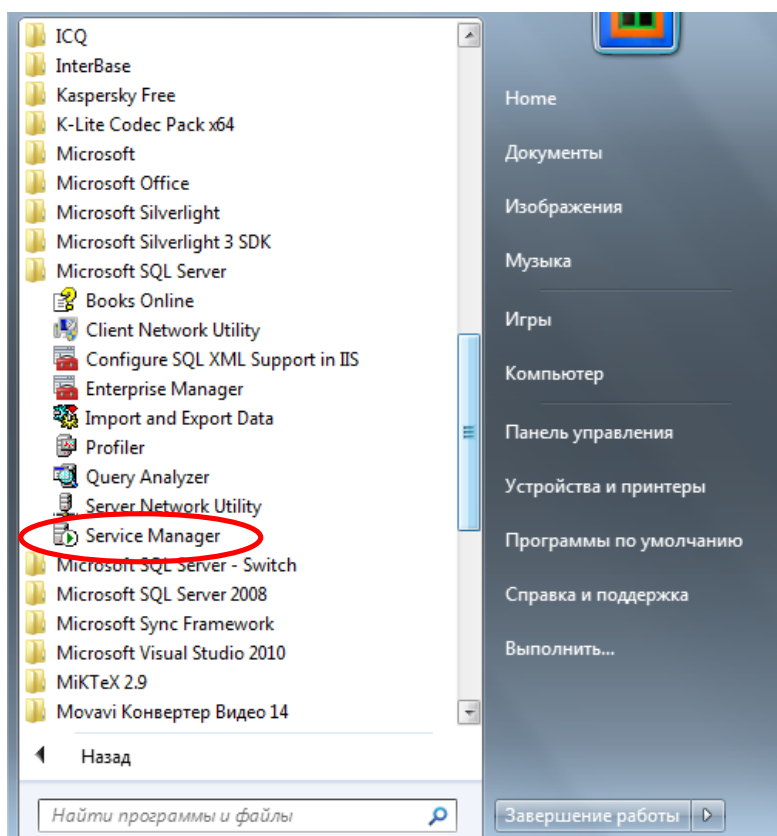 ICQ
InterBase
Kaspersky Free
K-Lite Codec Pack x64
Microsoft
Microsoft Office
Microsoft Silverlight
Microsoft Silverlight 3 SDK
Microsoft SQL Server
Books Online
Client Network Utility
Configure SQL XML Support in IIS
Enterprise Manager
Import and Export Data
Profiler
Query Analyzer
Server Network Utility
Service Manager
Microsoft SQL Server - Switch
Microsoft SQL Server 2008
Microsoft Sync Framework
Microsoft Visual Studio 2010
MiKTeX 2.9
Movavi Конвертер Видео 14
Назад
Найти программы и файлы
Home
Документы
Изображения
Музыка
Игры
Компьютер
Панель управления
Устройства и принтеры
Программы по умолчанию
Справка и поддержка
Выполнить...
Завершение работы